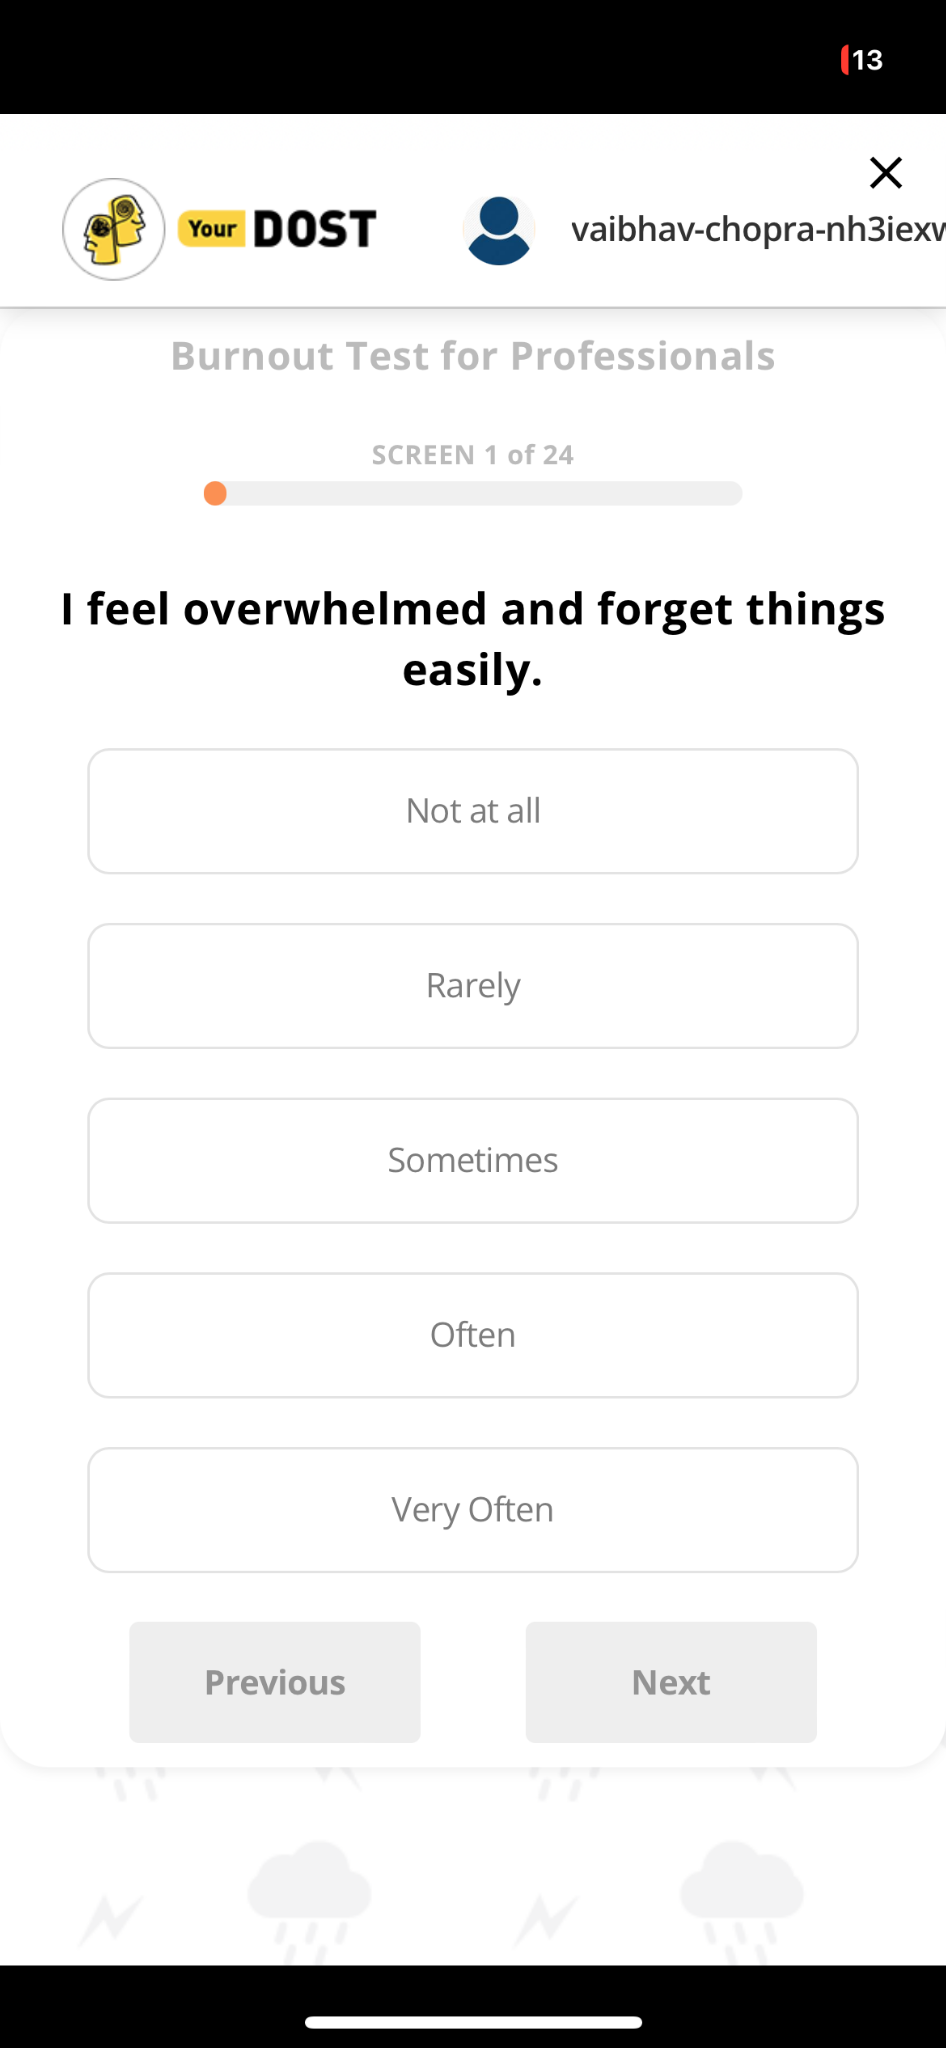 13
Your DOST
vaibhav-chopra-nh3iexw
Burnout Test for Professionals
SCREEN 1 of 24
I feel overwhelmed and forget things
easily.
Not at all
Rarely
Sometimes
Often
Very Often
Previous
Next